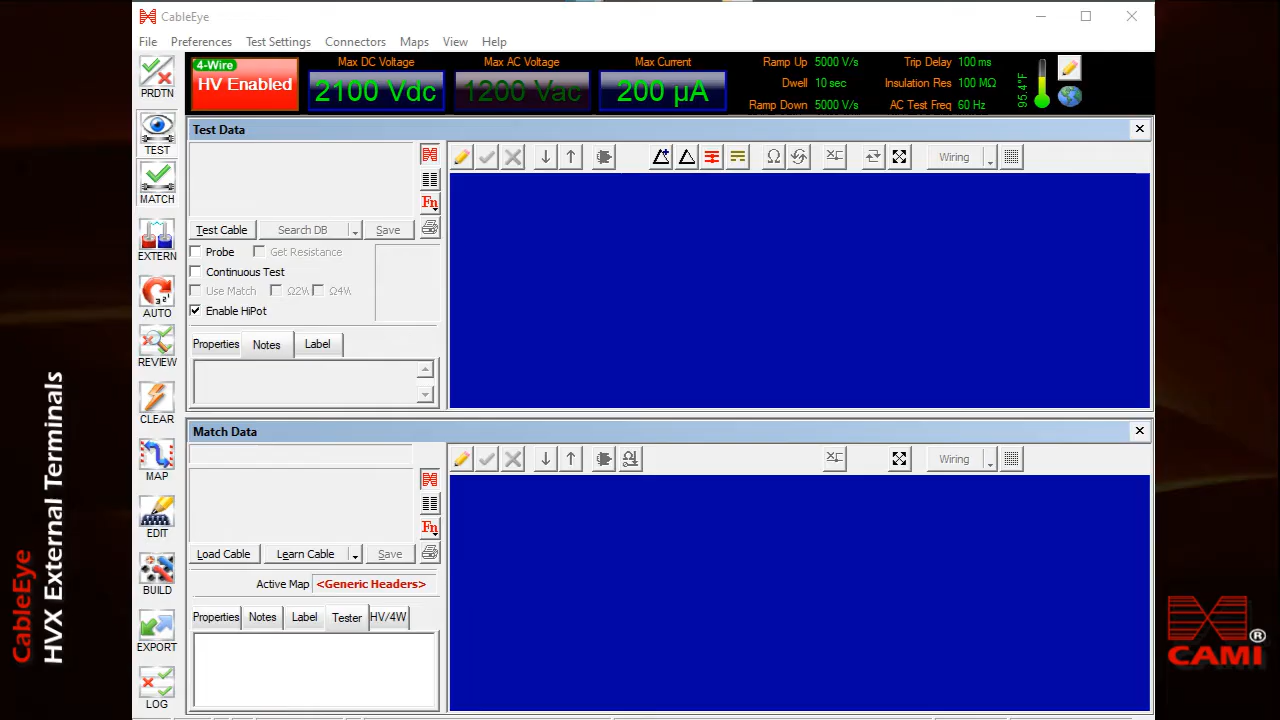 CableEye
File Preferences Test Settings Connectors Maps View Help
PRDTN
4-Wire
HV Enabled
Max DC Voltage
2100 Vdc
Max AC Voltage
1200 Vac
Max Current
200 µA
Ramp Up 5000 V/s
Dwell 10 sec
Ramp Down 5000 V/s
Trip Delay 100 ms
Insulation Res 100 MΩ
AC Test Freq 60 Hz
95.4°F
TEST
MATCH
EXTERN
AUTO
REVIEW
CLEAR
MAP
EDIT
BUILD
EXPORT
LOG
Test Data
Fn
Wiring
Test Cable Search DB Save
Probe Get Resistance
Continuous Test
Use Match Ω2W Ω4W
Enable HiPot
Properties Notes Label
Match Data
Fn
Wiring
Load Cable Learn Cable Save
Active Map <Generic Headers>
Properties Notes Label Tester HV/4W
CableEye
HVX External Terminals
CAMI ®